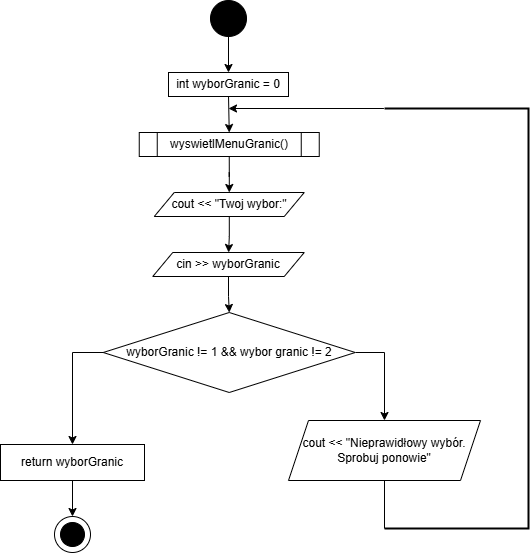 int wyborGranic = 0
wyswietlMenuGranic()
cout << "Twoj wybor:"
cin >> wyborGranic
wyborGranic != 1 && wybor granic != 2
cout << "Nieprawidłowy wybór.
Sprobuj ponowie"
return wyborGranic